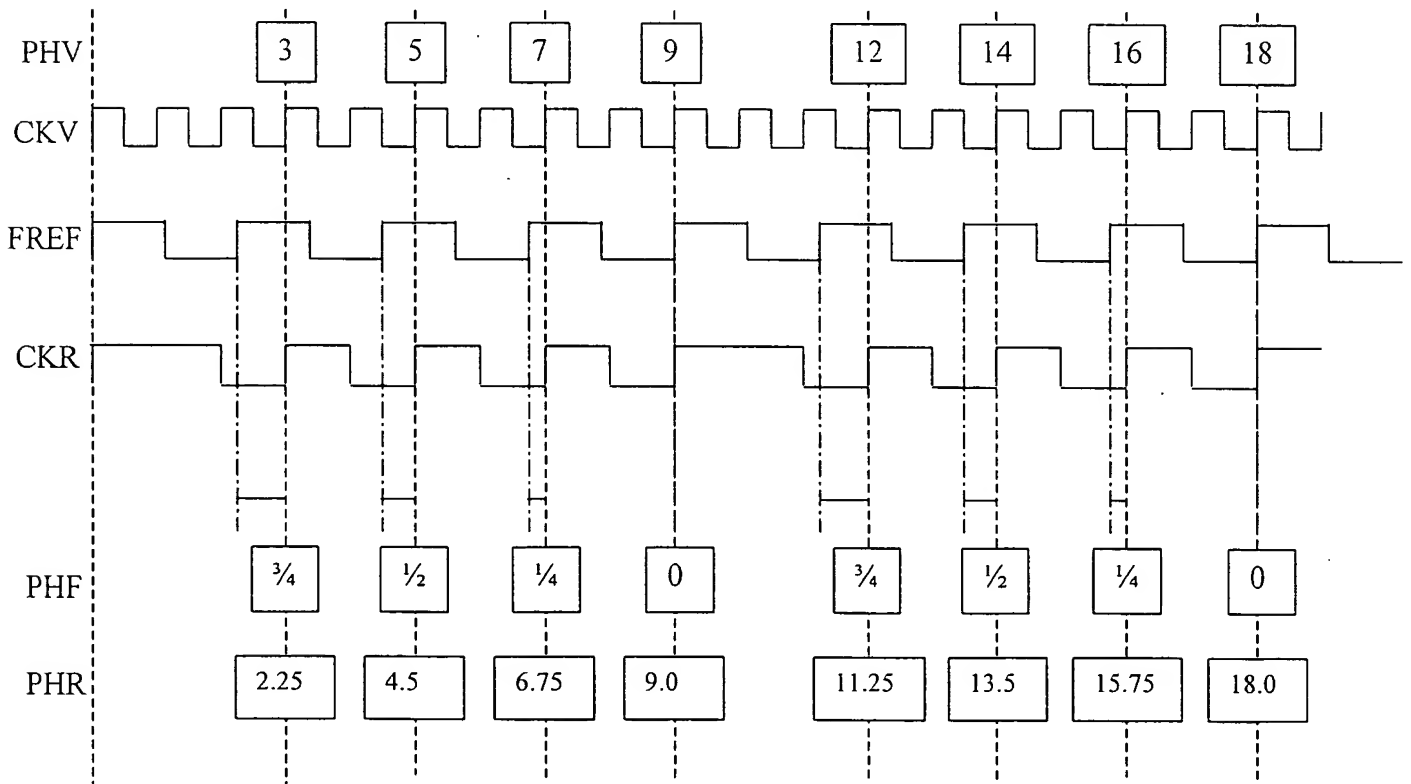 PHV 3 5 7 9 12 14 16 18
CKV
FREF
CKR
PHF ¾ ½ ¼ 0 ¾ ½ ¼ 0
PHR 2.25 4.5 6.75 9.0 11.25 13.5 15.75 18.0